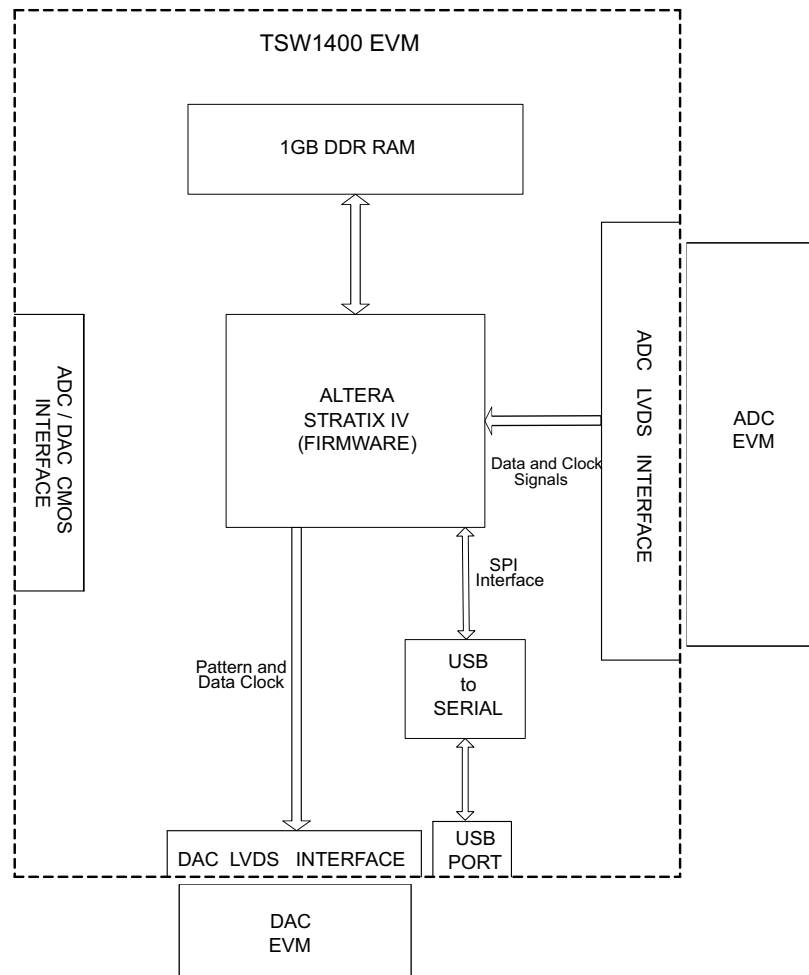 TSW1400 EVM
1GB DDR RAM
ADC / DAC CMOS
INTERFACE
ALTERA
STRATIX IV
(FIRMWARE)
Data and Clock
Signals
ADC LVDS INTERFACE
ADC
EVM
SPI
Interface
Pattern and
Data Clock
USB
to
SERIAL
DAC LVDS INTERFACE
USB
PORT
DAC
EVM